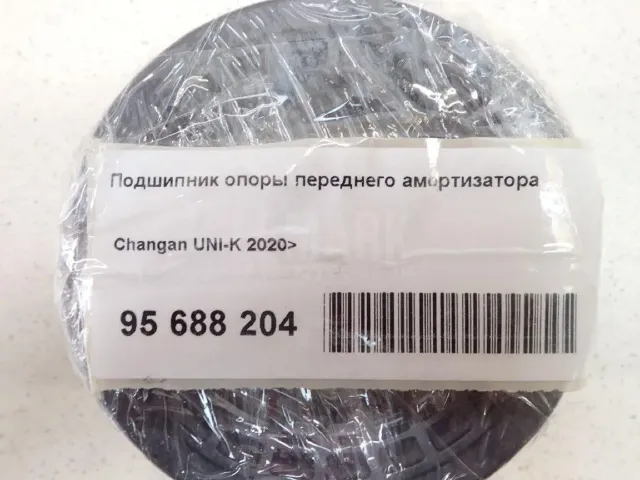 Подшипник опоры переднего амортизатора
Changan UNI-K 2020>
95 688 204